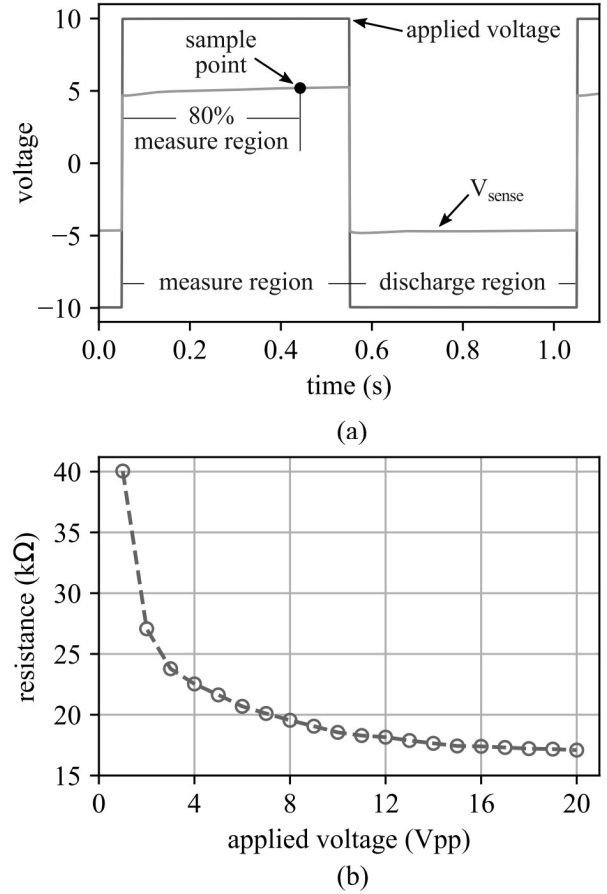 10
applied voltage
sample
point
5
80%
measure region
voltage
0
V_sense
−5
measure region
discharge region
−10
0.0 0.2 0.4 0.6 0.8 1.0
time (s)
(a)
40
35
30
25
20
15
resistance (kΩ)
0 4 8 12 16 20
applied voltage (Vpp)
(b)